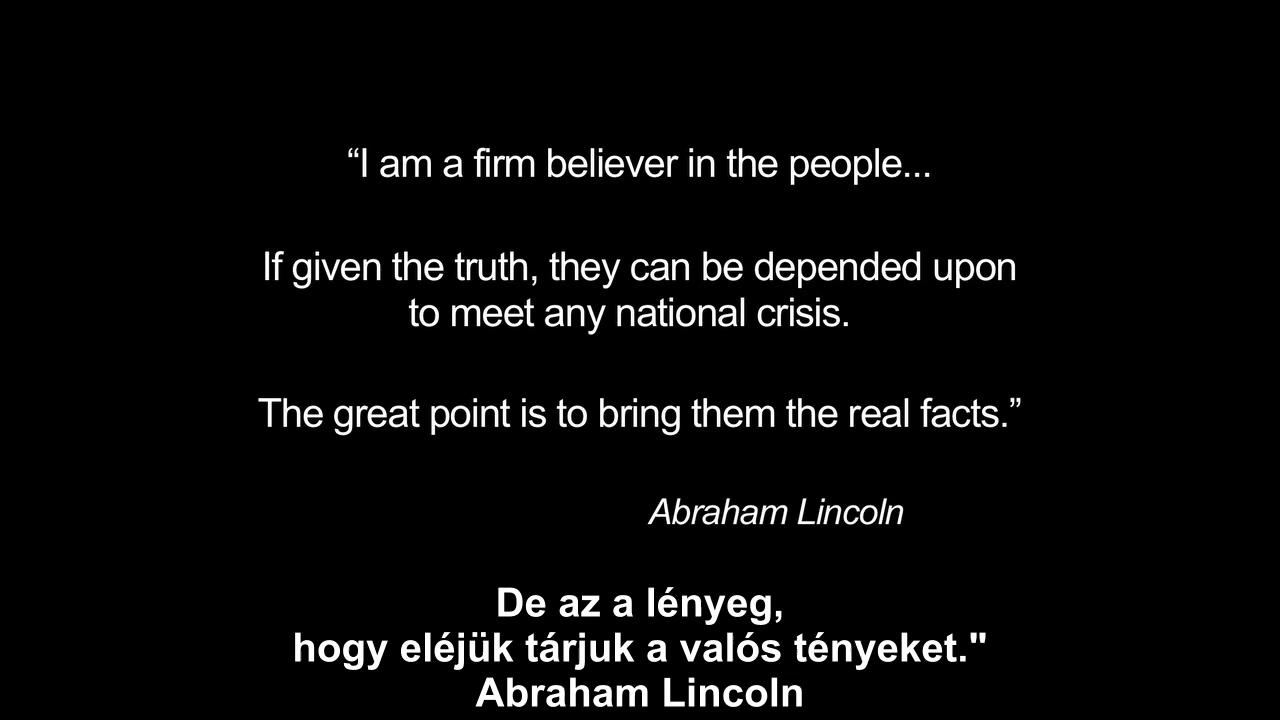 “I am a firm believer in the people...
If given the truth, they can be depended upon
to meet any national crisis.
The great point is to bring them the real facts.”
Abraham Lincoln
De az a lényeg,
hogy eléjük tárjuk a valós tényeket."
Abraham Lincoln